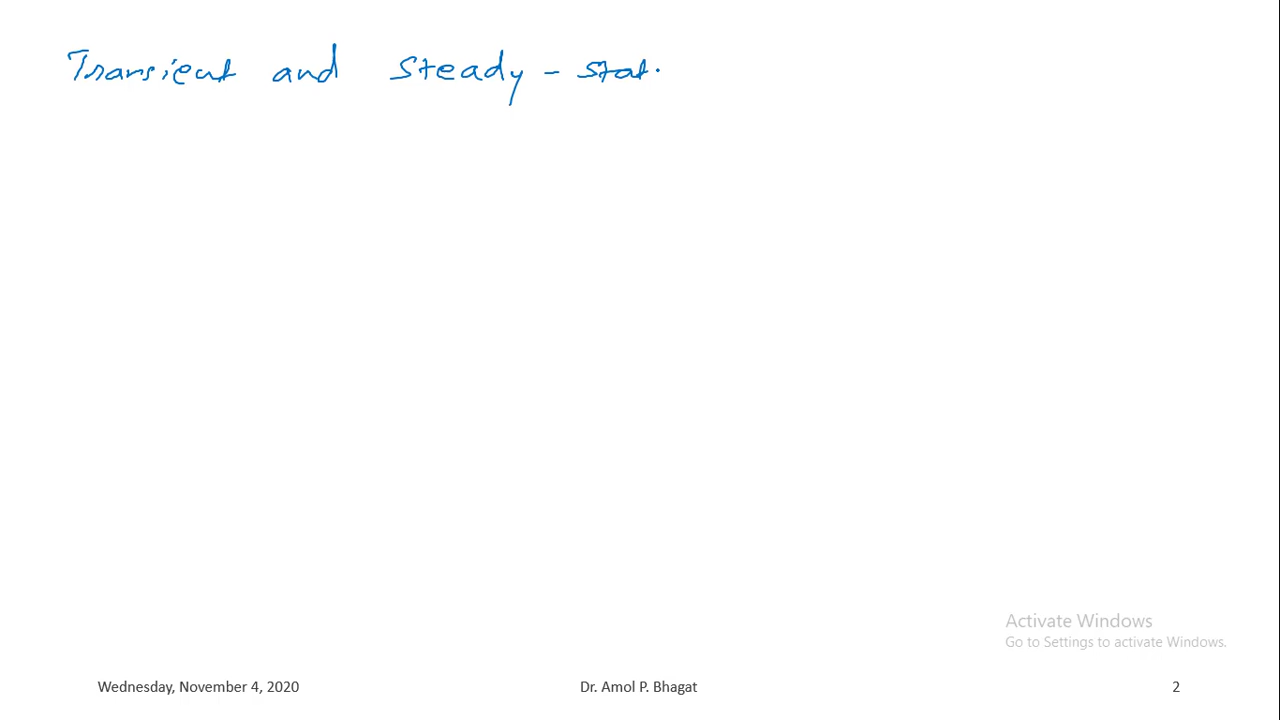 Transient and Steady - stat.
Activate Windows
Go to Settings to activate Windows.
Wednesday, November 4, 2020
Dr. Amol P. Bhagat
2